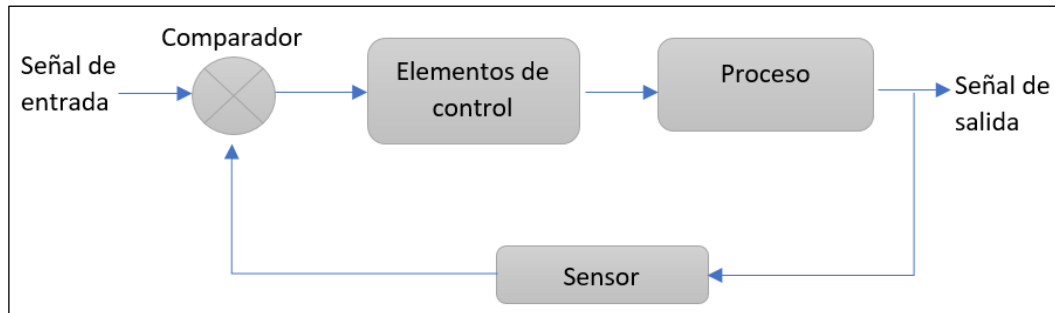 Comparador
Señal de
entrada
Elementos de
control
Proceso
Señal de
salida
Sensor